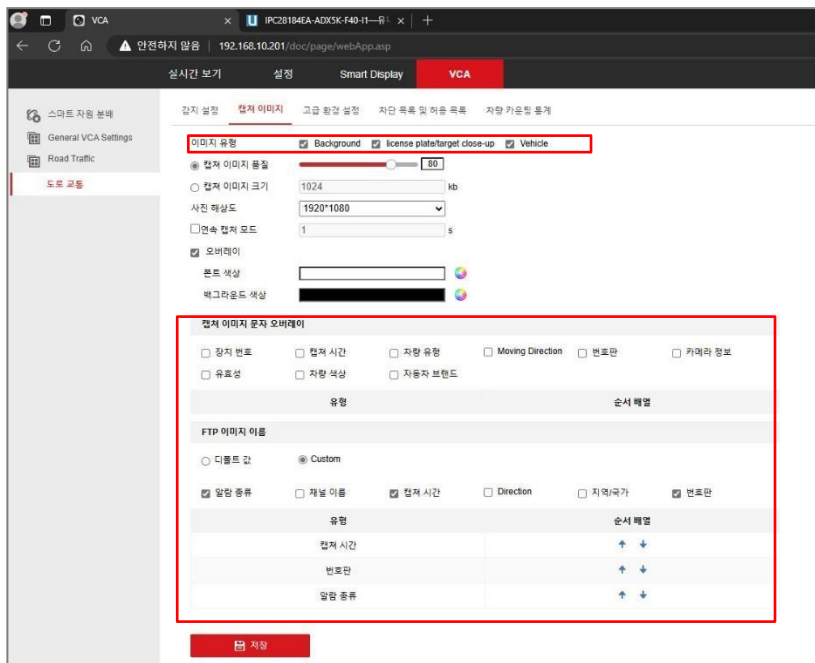 VCA
IPC28184EA-ADX5K-F40-I1—유
안전하지 않음 192.168.10.201/doc/page/webApp.asp
실시간 보기 설정 Smart Display VCA
스마트 자원 분배
General VCA Settings
Road Traffic
도로 교통
감지 설정 캡쳐 이미지 고급 환경 설정 차단 목록 및 허용 목록 차량 카운팅 통계
이미지 유형 Background license plate/target close-up Vehicle
캡쳐 이미지 품질 80
캡쳐 이미지 크기 1024 kb
사진 해상도 1920*1080
연속 캡쳐 모드 1 s
오버레이
폰트 색상
백그라운드 색상
캡쳐 이미지 문자 오버레이
장치 번호 캡쳐 시간 차량 유형 Moving Direction 번호판 카메라 정보
유효성 차량 색상 자동차 브랜드
유형 순서 배열
FTP 이미지 이름
디폴트 값 Custom
알람 종류 채널 이름 캡쳐 시간 Direction 지역/국가 번호판
유형 순서 배열
캡쳐 시간
번호판
알람 종류
저장